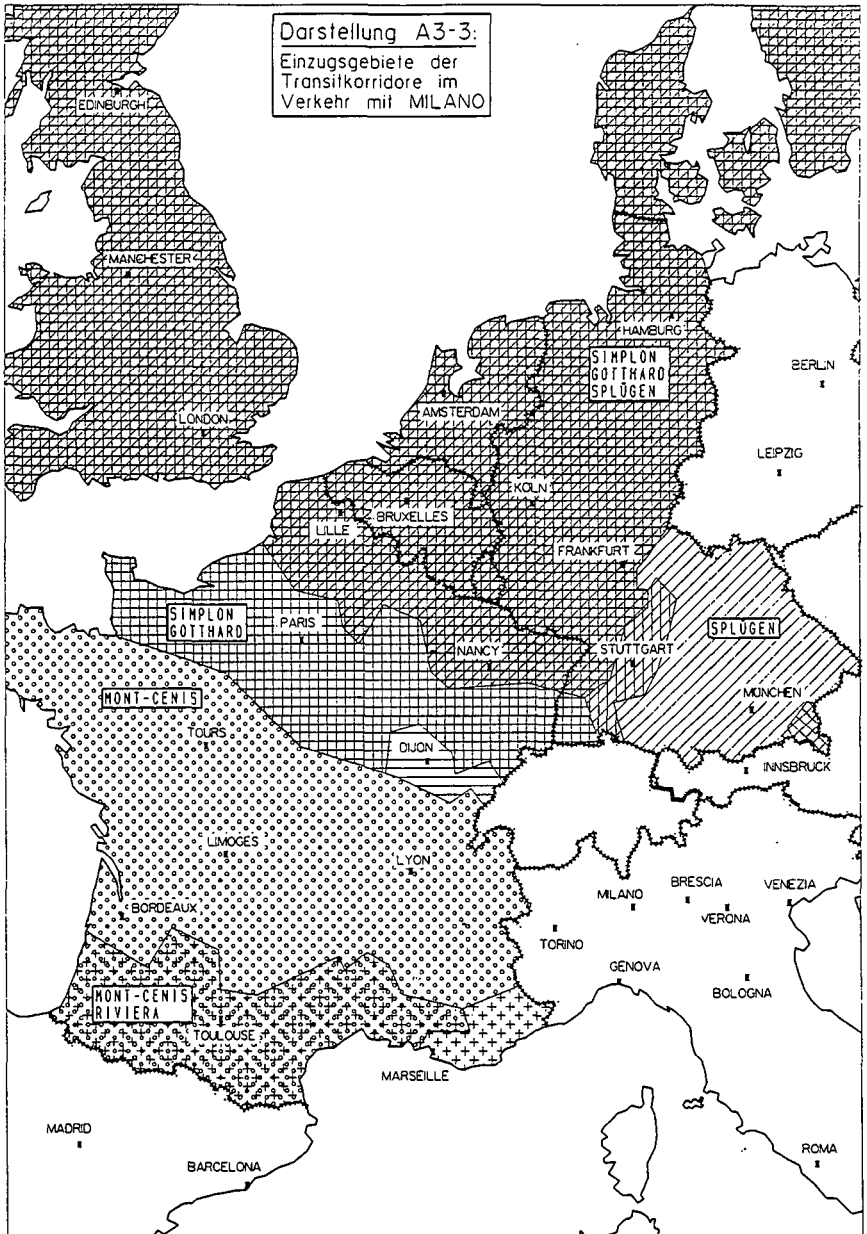 Darstellung A3-3:
Einzugsgebiete der
Transitkorridore im
Verkehr mit MILANO
EDINBURGH
MANCHESTER
LONDON
HAMBURG
SIMPLON
GOTTHARD
SPLÜGEN
BERLIN
AMSTERDAM
LEIPZIG
KÖLN
BRUXELLES
LILLE
FRANKFURT
SIMPLON
GOTTHARD
PARIS
SPLÜGEN
NANCY
STUTTGART
MONT-CENIS
MÜNCHEN
TOURS
DIJON
INNSBRUCK
LIMOGES
LYON
MILANO
BRESCIA
VENEZIA
BORDEAUX
VERONA
TORINO
GENOVA
BOLOGNA
MONT-CENIS
RIVIERA
TOULOUSE
MARSEILLE
MADRID
BARCELONA
ROMA